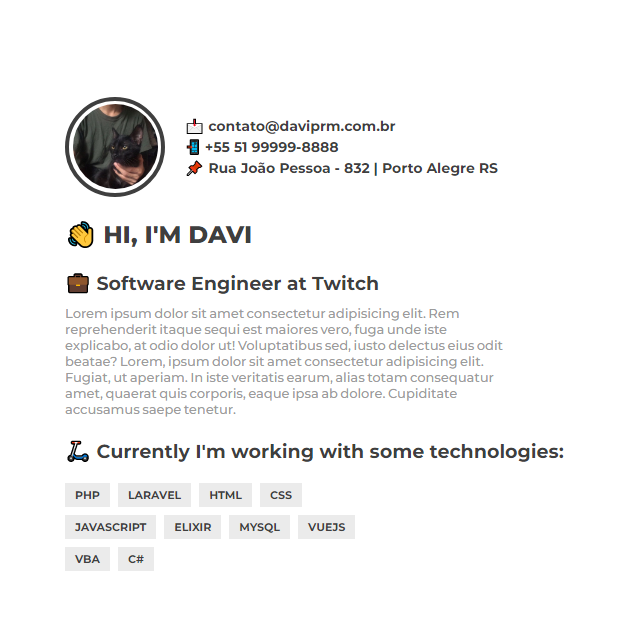 contato@daviprm.com.br
+55 51 99999-8888
Rua João Pessoa - 832 | Porto Alegre RS
HI, I'M DAVI
Software Engineer at Twitch
Lorem ipsum dolor sit amet consectetur adipisicing elit. Rem
reprehenderit itaque sequi est maiores vero, fuga unde iste
explicabo, at odio dolor ut! Voluptatibus sed, iusto delectus eius odit
beatae? Lorem, ipsum dolor sit amet consectetur adipisicing elit.
Fugiat, ut aperiam. In iste veritatis earum, alias totam consequatur
amet, quaerat quis corporis, eaque ipsa ab dolore. Cupiditate
accusamus saepe tenetur.
Currently I'm working with some technologies:
PHP LARAVEL HTML CSS
JAVASCRIPT ELIXIR MYSQL VUEJS
VBA C#